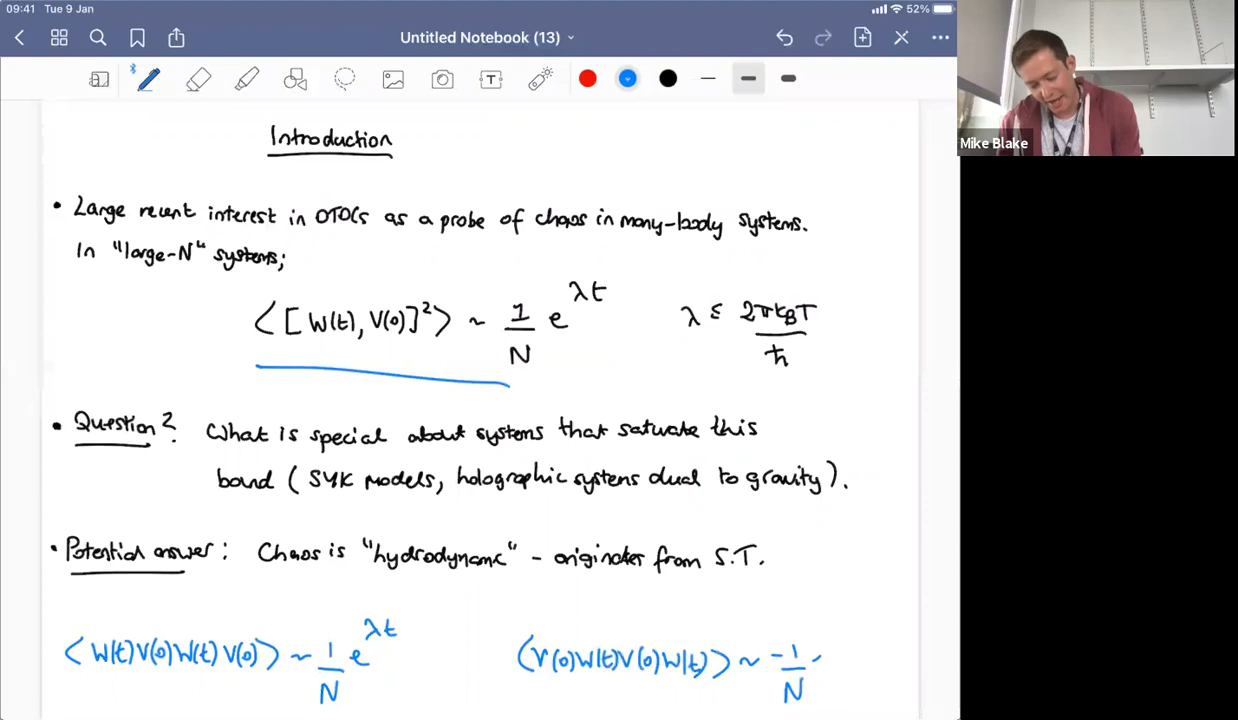 09:41 Tue 9 Jan
52%
Untitled Notebook (13)
Mike Blake
Introduction
• Large recent interest in OTOCs as a probe of chaos in many-body systems.
In "large-N" systems;
⟨[W(t), V(0)]²⟩ ~ 1/N e^{λt} λ ≤ 2πk_BT/ħ
• Question? What is special about systems that saturate this
bound (SYK Models, holographic systems dual to gravity).
• Potential answer: Chaos is "hydrodynamic" - originates from S.T.
⟨W(t)V(0)W(t)V(0)⟩ ~ 1/N e^{λt} ⟨V(0)W(t)V(0)W(t)⟩ ~ -1/N